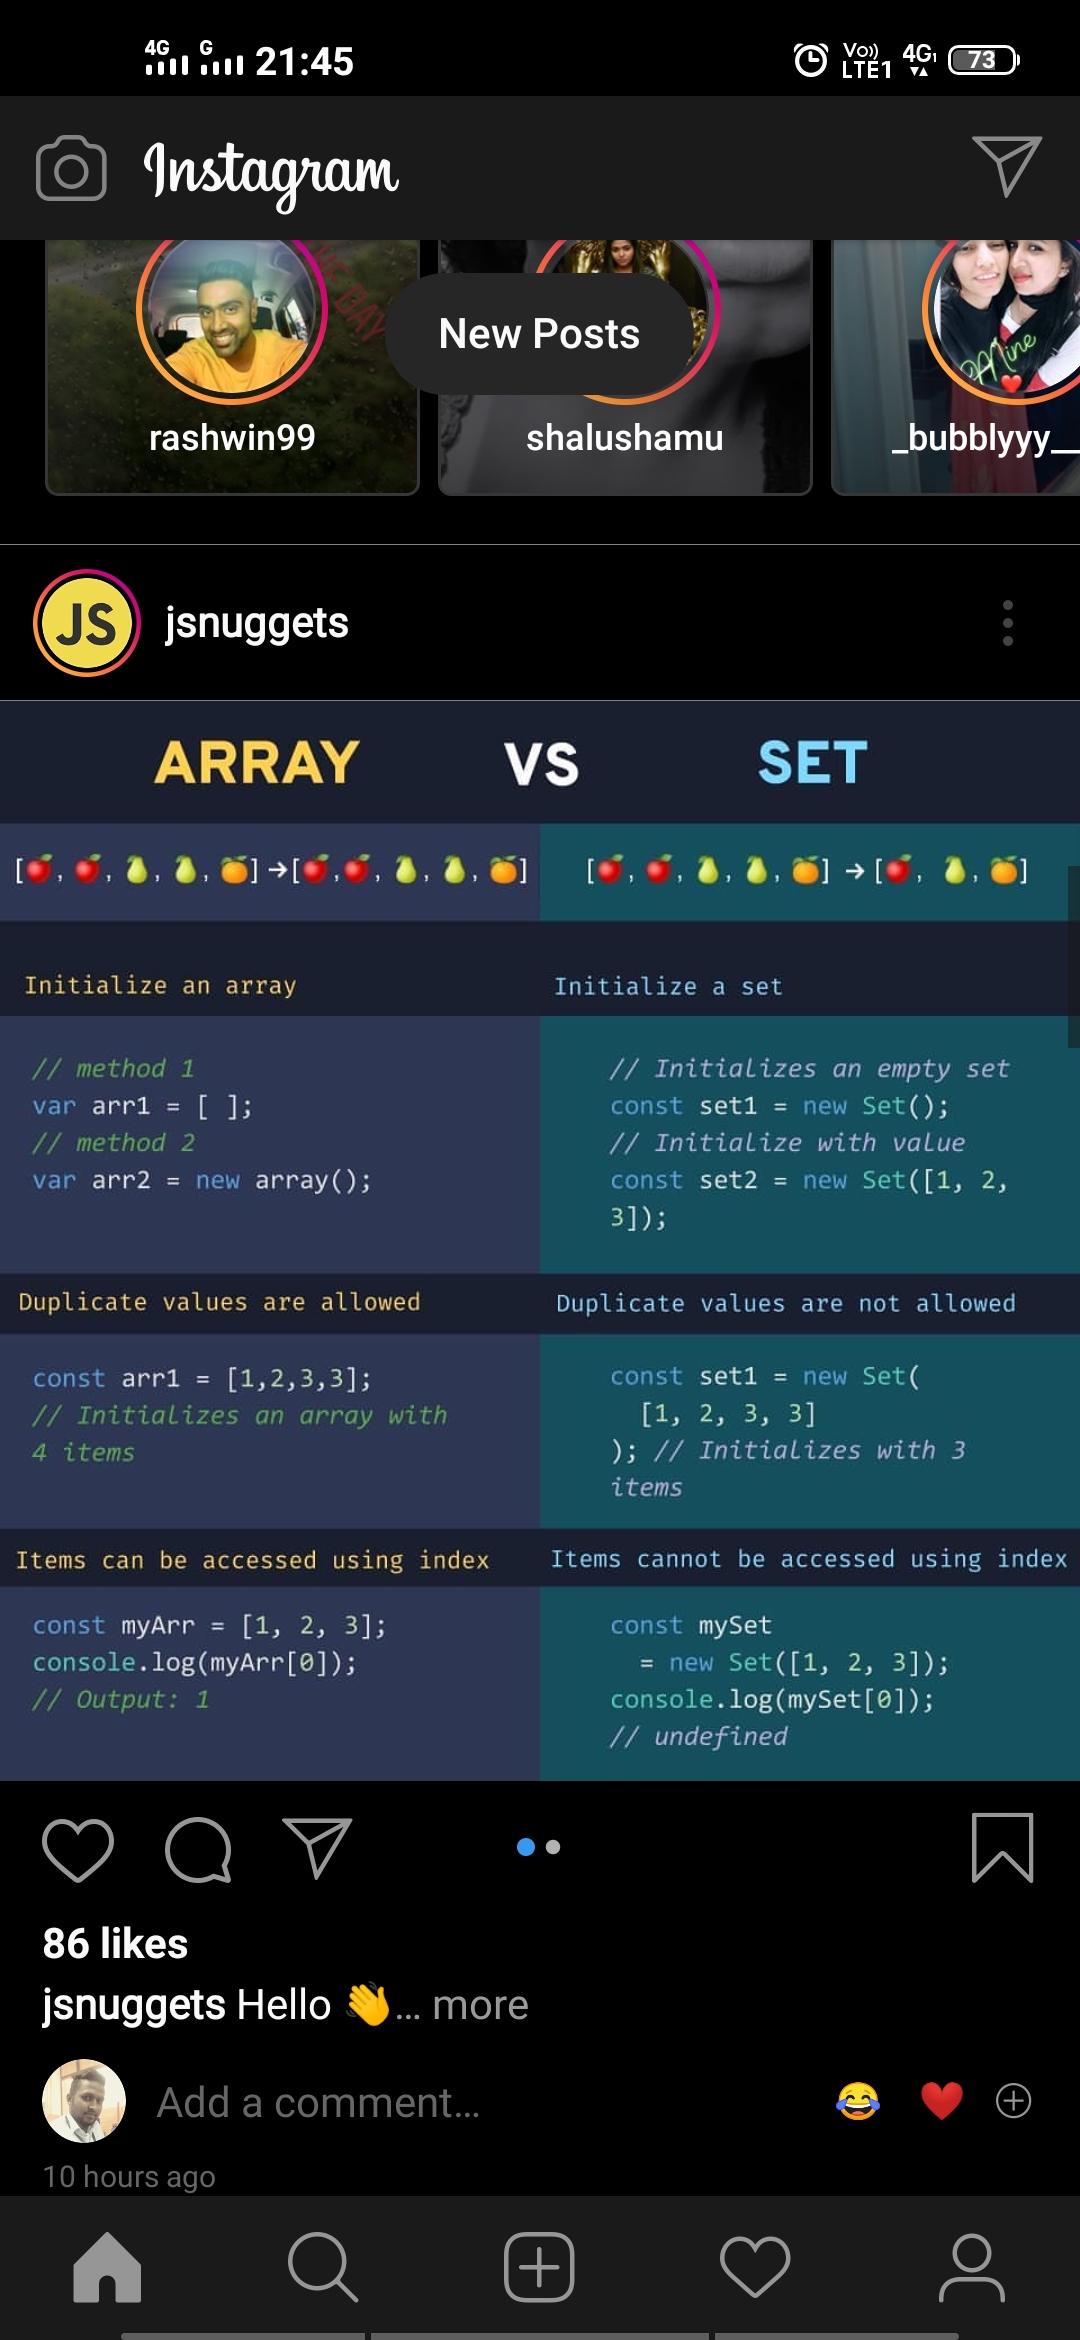 4G G 21:45 Vo)) LTE1 4G1 73
Instagram
THE DAY
New Posts
Mine
rashwin99 shalushamu _bubblyyy__
JS jsnuggets
ARRAY VS SET
[🍎, 🍎, 🍐, 🍐, 🍊] →[🍎,🍎, 🍐, 🍐, 🍊]
[🍎, 🍎, 🍐, 🍐, 🍊] → [🍎, 🍐, 🍊]
Initialize an array
// method 1
var arr1 = [ ];
// method 2
var arr2 = new array();
Initialize a set
// Initializes an empty set
const set1 = new Set();
// Initialize with value
const set2 = new Set([1, 2,
3]);
Duplicate values are allowed
const arr1 = [1,2,3,3];
// Initializes an array with
4 items
Duplicate values are not allowed
const set1 = new Set(
[1, 2, 3, 3]
); // Initializes with 3
items
Items can be accessed using index
const myArr = [1, 2, 3];
console.log(myArr[0]);
// Output: 1
Items cannot be accessed using index
const mySet
= new Set([1, 2, 3]);
console.log(mySet[0]);
// undefined
86 likes
jsnuggets Hello 👋... more
Add a comment...
10 hours ago